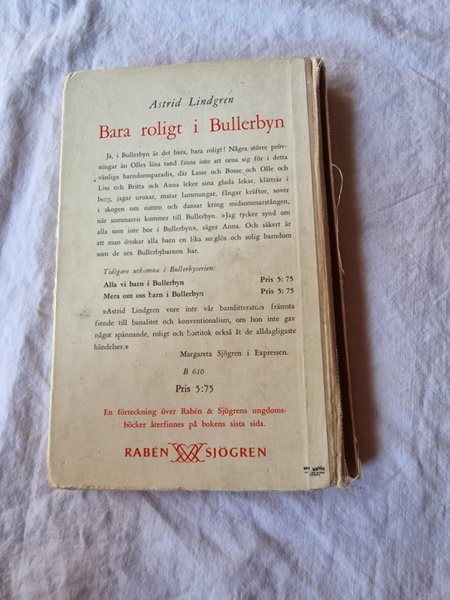 Astrid Lindgren
Bara roligt i Bullerbyn
Ja, i Bullerbyn är det bara, bara roligt! Några större pröv-
ningar än Olles lösa tand finns inte att oroa sig för i detta
vänliga barndomsparadis, där Lasse och Bosse och Olle och
Lisa och Britta och Anna leker sina glada lekar, klättrar i
berg, jagar uroxar, matar lammungar, fångar kräftor, sover
i skogen om natten och dansar kring midsommarstången,
när sommaren kommer till Bullerbyn. »Jag tycker synd om
alla som inte bor i Bullerbyn», säger Anna. Och säkert är
att man önskar alla barn en lika sorglös och solig barndom
som de sex Bullerbybarnen har.
Tidigare utkomna i Bullerbyserien:
Alla vi barn i Bullerbyn Pris 5: 75
Mera om oss barn i Bullerbyn Pris 5: 75
»Astrid Lindgren vore inte vår barnlitteraturs främsta
fiende till banalitet och konventionalism, om hon inte gav
något spännande, roligt och partitok också åt de alldagligaste
händelser.»
Margareta Sjögren i Expressen.
B 610
Pris 5:75
En förteckning över Rabén & Sjögrens ungdoms-
böcker återfinnes på bokens sista sida.
RABÉN SJÖGREN